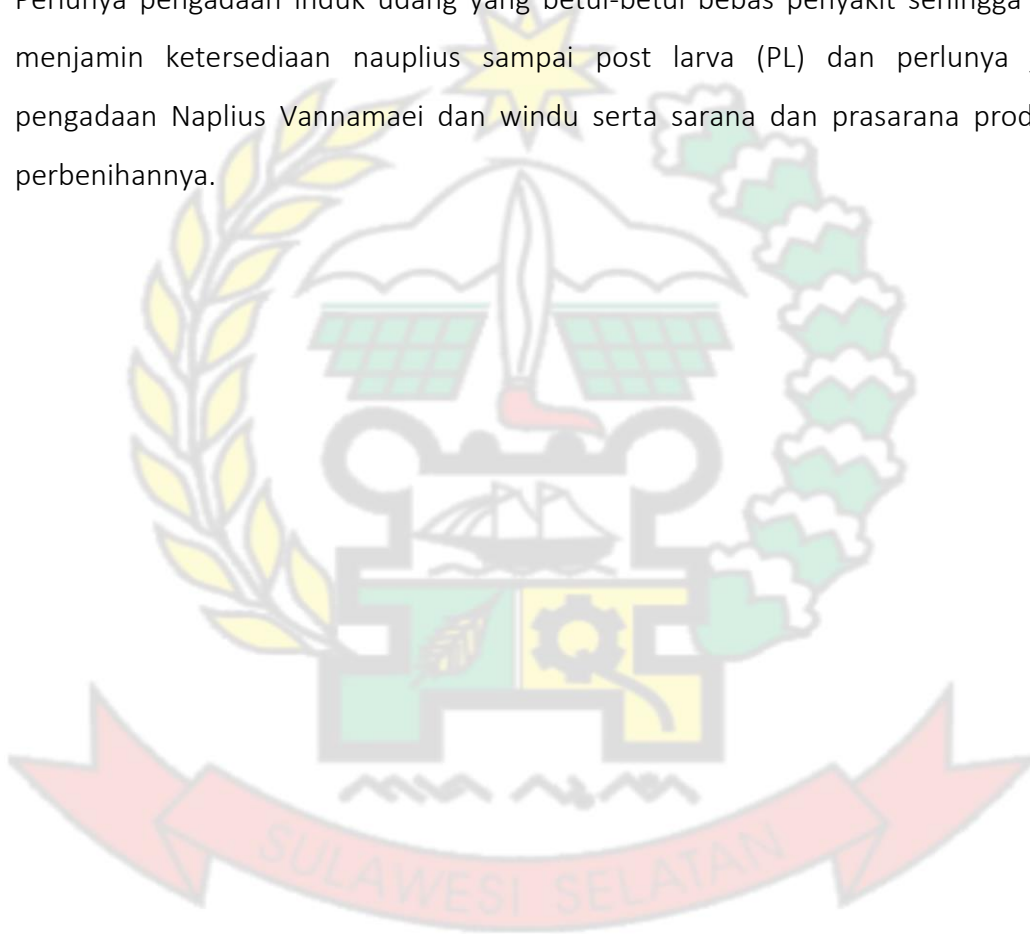 Perlunya pengadaan induk udang yang betul-betul bebas penyakit sehingga
menjamin ketersediaan nauplius sampai post larva (PL) dan perlunya
pengadaan Naplius Vannamaei dan windu serta sarana dan prasarana prod
perbenihannya.
SULAWESI SELATAN